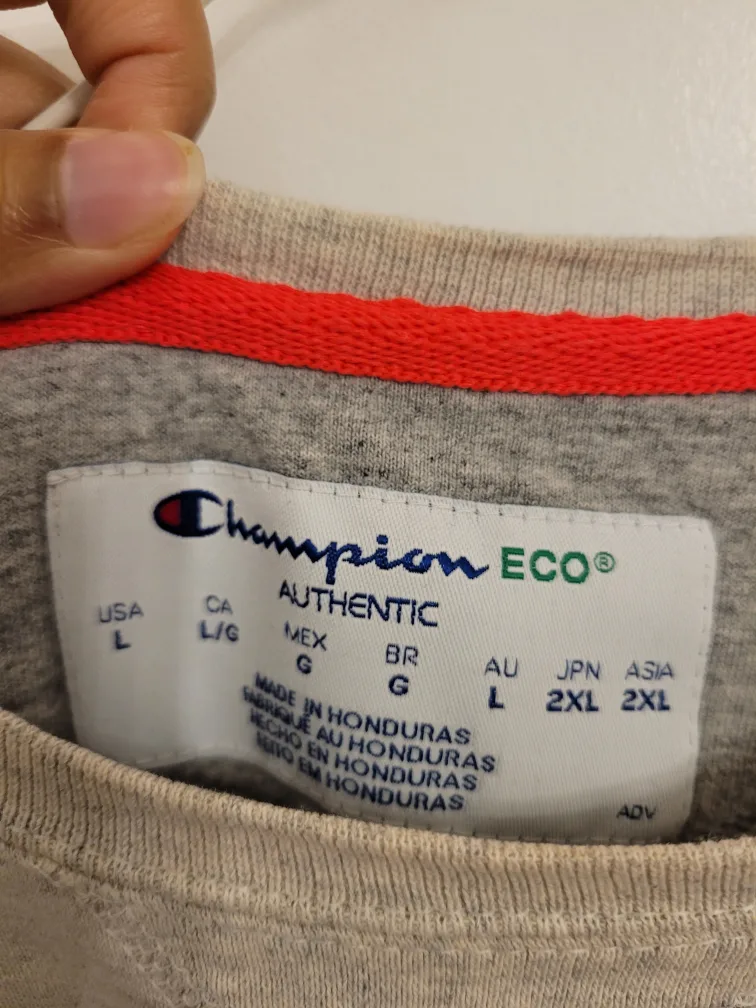 Champion ECO®
AUTHENTIC
USA CA MEX BR AU JPN ASIA
L L/G G G L 2XL 2XL
MADE IN HONDURAS
FABRIQUÉ AU HONDURAS
HECHO EN HONDURAS
FEITO EM HONDURAS
ADV